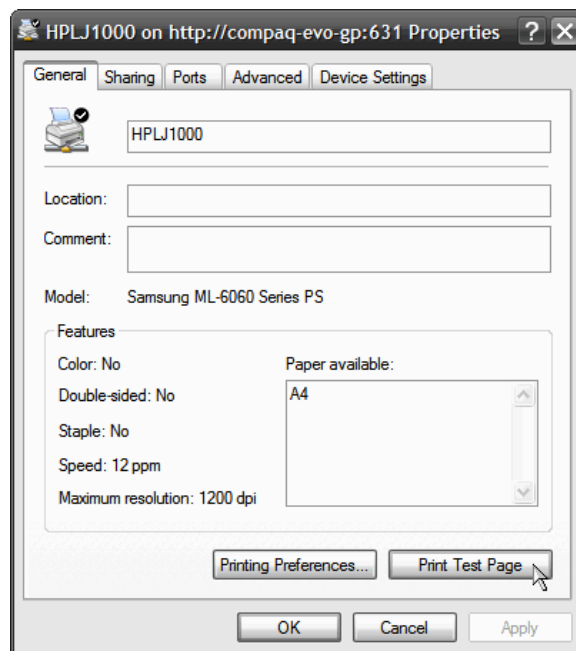 HPLJ1000 on http://compaq-evo-gp:631 Properties ? X
General Sharing Ports Advanced Device Settings
HPLJ1000
Location:
Comment:
Model: Samsung ML-6060 Series PS
Features
Color: No
Paper available:
Double-sided: No
A4
Staple: No
Speed: 12 ppm
Maximum resolution: 1200 dpi
Printing Preferences... Print Test Page
OK Cancel Apply